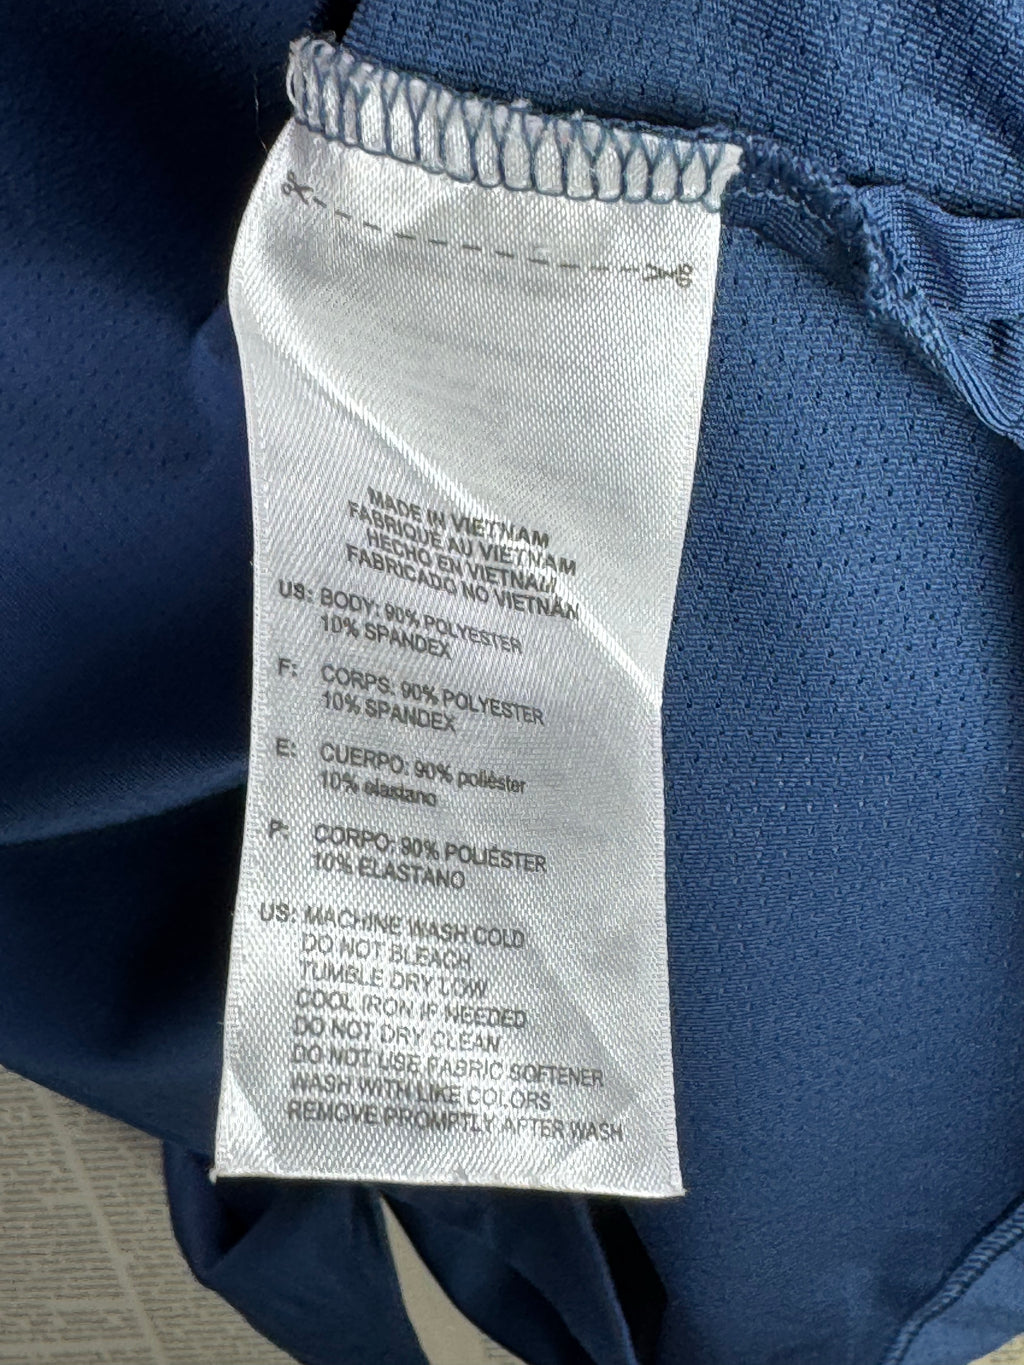 MADE IN VIETNAM
FABRIQUE AU VIETNAM
HECHO EN VIETNAM
FABRICADO NO VIETNÃN
US: BODY: 90% POLYESTER
10% SPANDEX
F: CORPS: 90% POLYESTER
10% SPANDEX
E: CUERPO: 90% poliéster
10% elastano
P: CORPO: 90% POLIÉSTER
10% ELASTANO
US: MACHINE WASH COLD
DO NOT BLEACH
TUMBLE DRY LOW
COOL IRON IF NEEDED
DO NOT DRY CLEAN
DO NOT USE FABRIC SOFTENER
WASH WITH LIKE COLORS
REMOVE PROMPTLY AFTER WASH